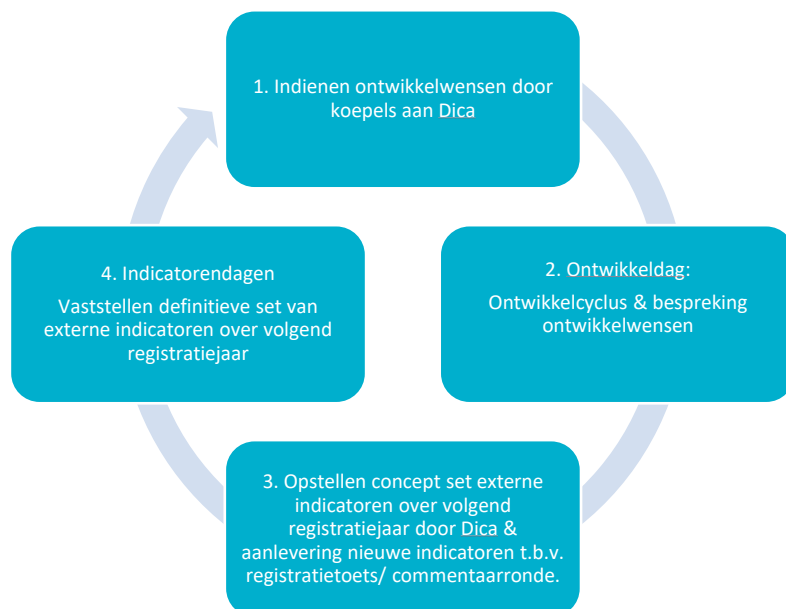 1. Indienen ontwikkelwensen door
koepels aan Dica
2. Ontwikkeldag:
Ontwikkelcyclus & bespreking
ontwikkelwensen
3. Opstellen concept set externe
indicatoren over volgend
registratiejaar door Dica &
aanlevering nieuwe indicatoren t.b.v.
registratietoets/ commentaarronde.
4. Indicatorendagen
Vaststellen definitieve set van
externe indicatoren over volgend
registratiejaar